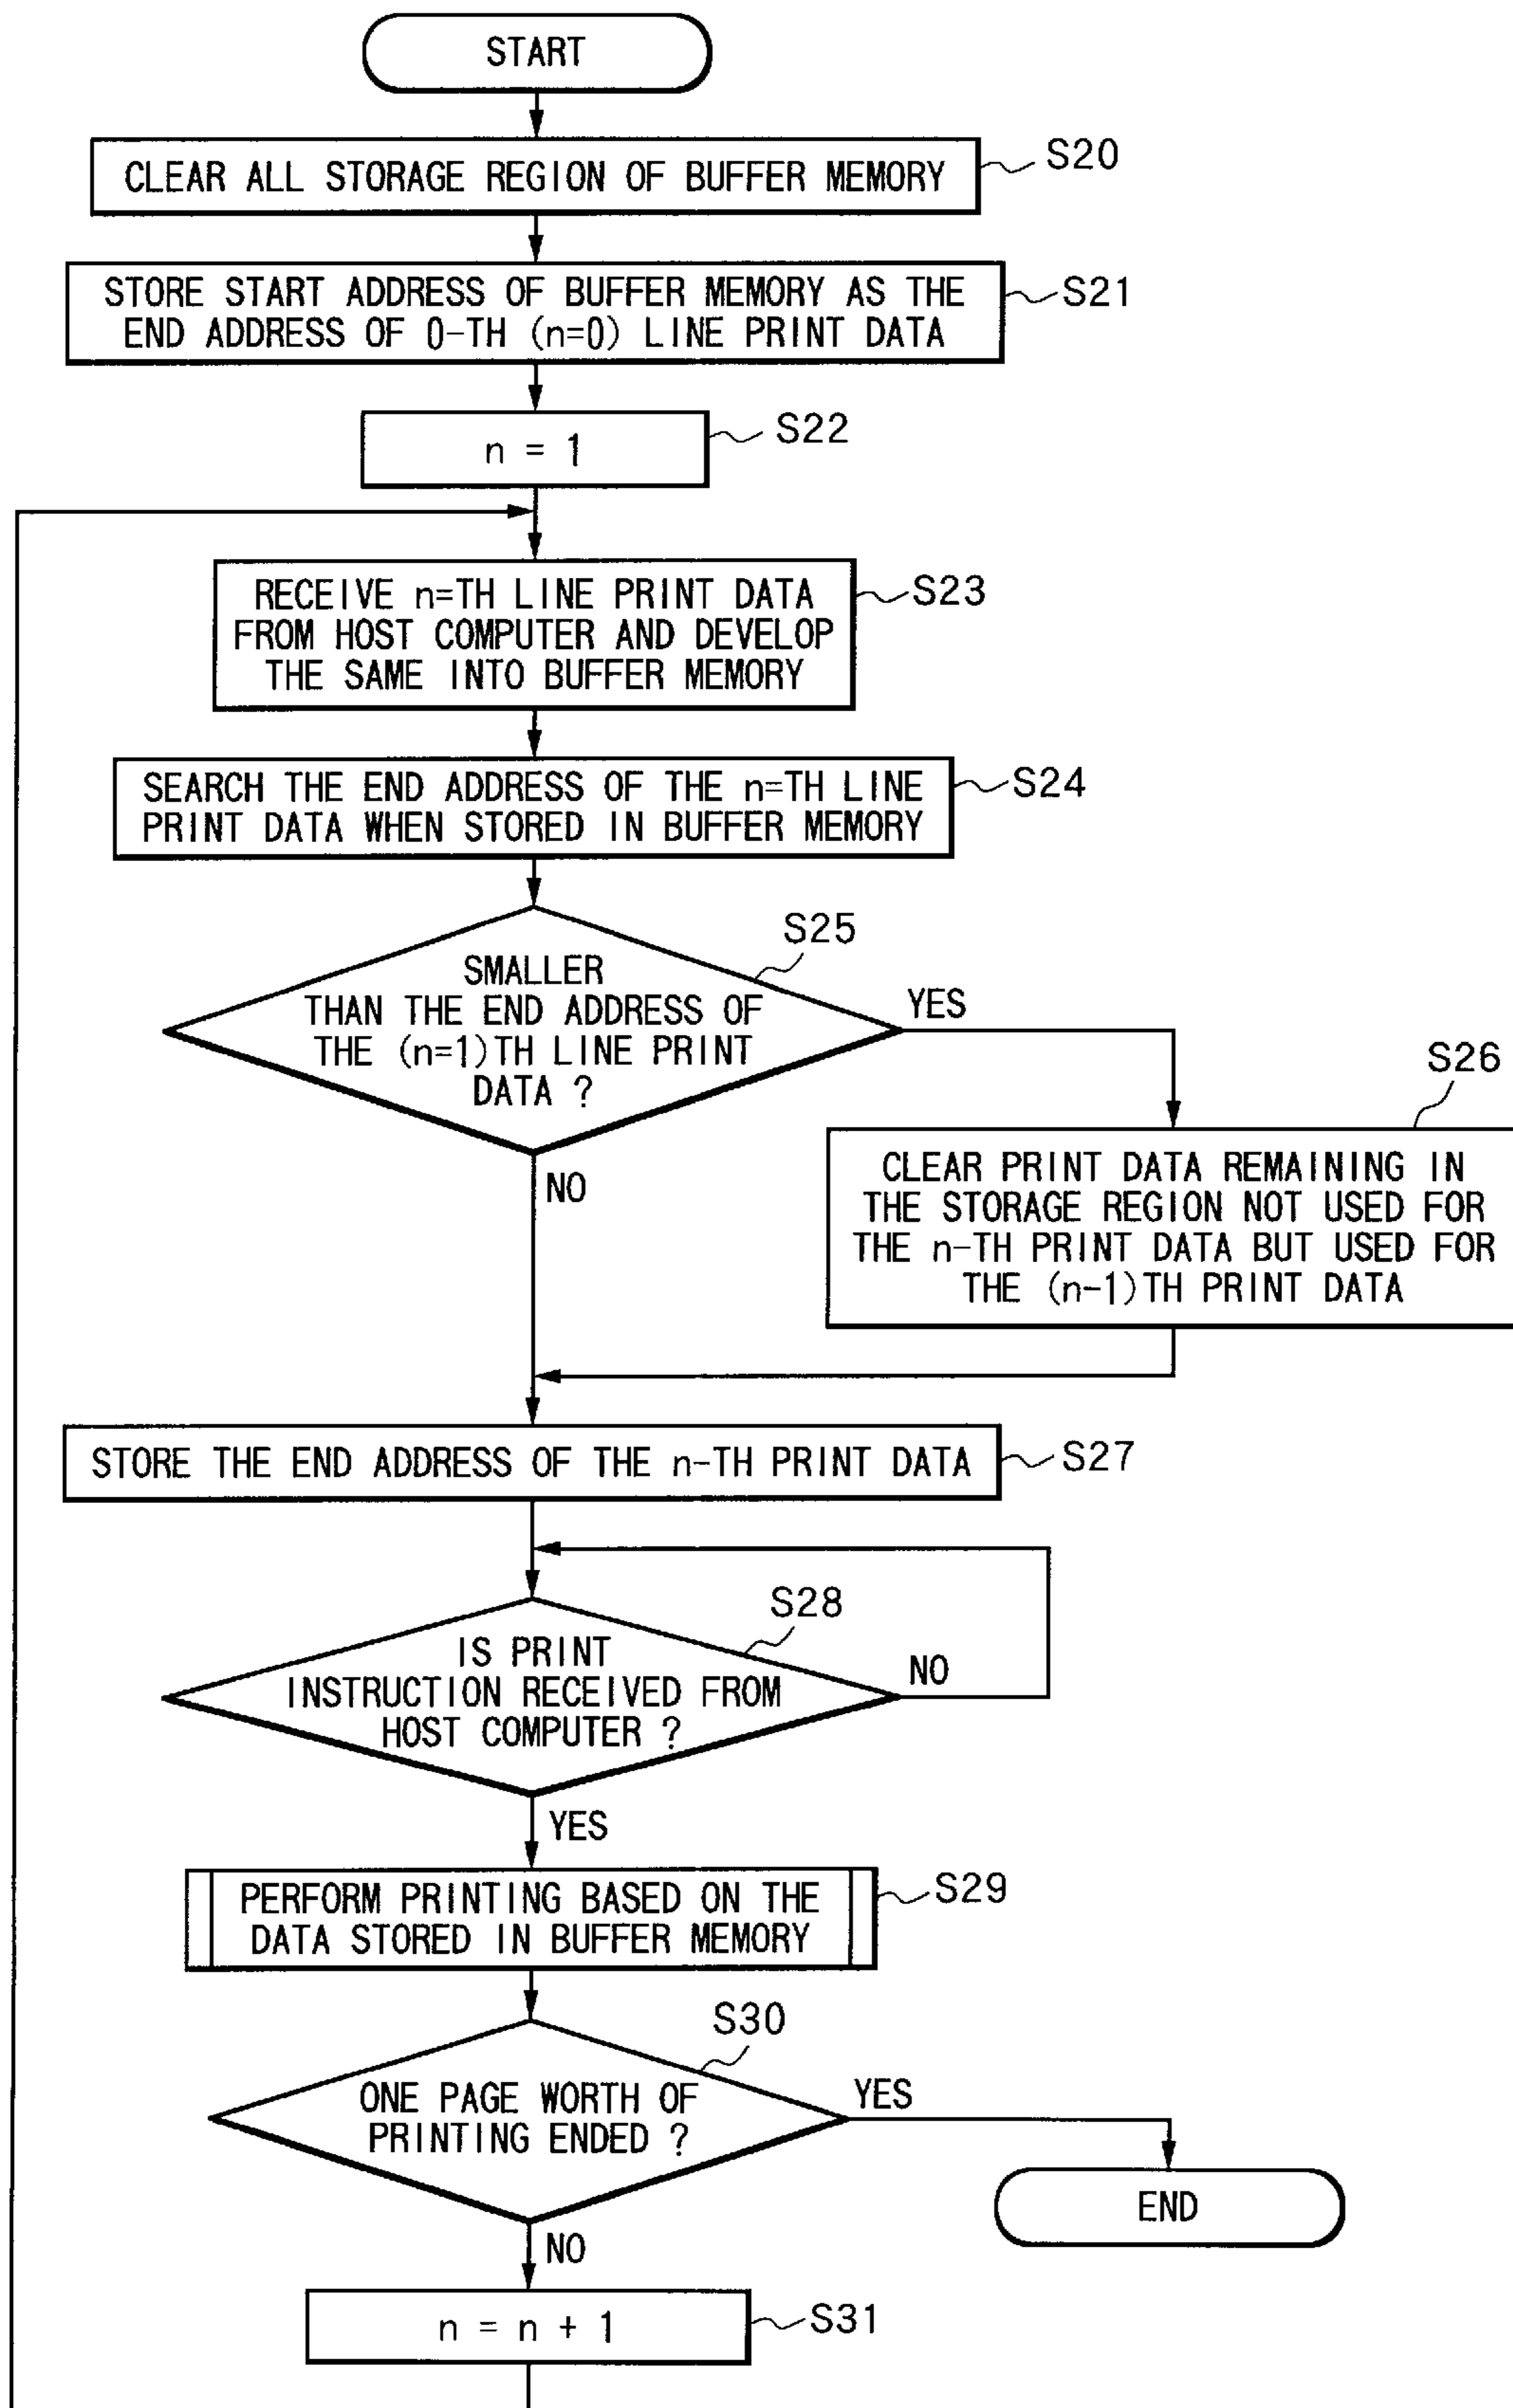 START
CLEAR ALL STORAGE REGION OF BUFFER MEMORY
S20
STORE START ADDRESS OF BUFFER MEMORY AS THE
END ADDRESS OF 0-TH (n=0) LINE PRINT DATA
S21
n = 1
S22
RECEIVE n=TH LINE PRINT DATA
FROM HOST COMPUTER AND DEVELOP
THE SAME INTO BUFFER MEMORY
S23
SEARCH THE END ADDRESS OF THE n=TH LINE
PRINT DATA WHEN STORED IN BUFFER MEMORY
S24
S25
SMALLER
THAN THE END ADDRESS OF
THE (n=1)TH LINE PRINT
DATA ?
YES
NO
S26
CLEAR PRINT DATA REMAINING IN
THE STORAGE REGION NOT USED FOR
THE n-TH PRINT DATA BUT USED FOR
THE (n-1)TH PRINT DATA
STORE THE END ADDRESS OF THE n-TH PRINT DATA
S27
S28
IS PRINT
INSTRUCTION RECEIVED FROM
HOST COMPUTER ?
NO
YES
PERFORM PRINTING BASED ON THE
DATA STORED IN BUFFER MEMORY
S29
S30
ONE PAGE WORTH OF
PRINTING ENDED ?
YES
END
NO
n = n + 1
S31